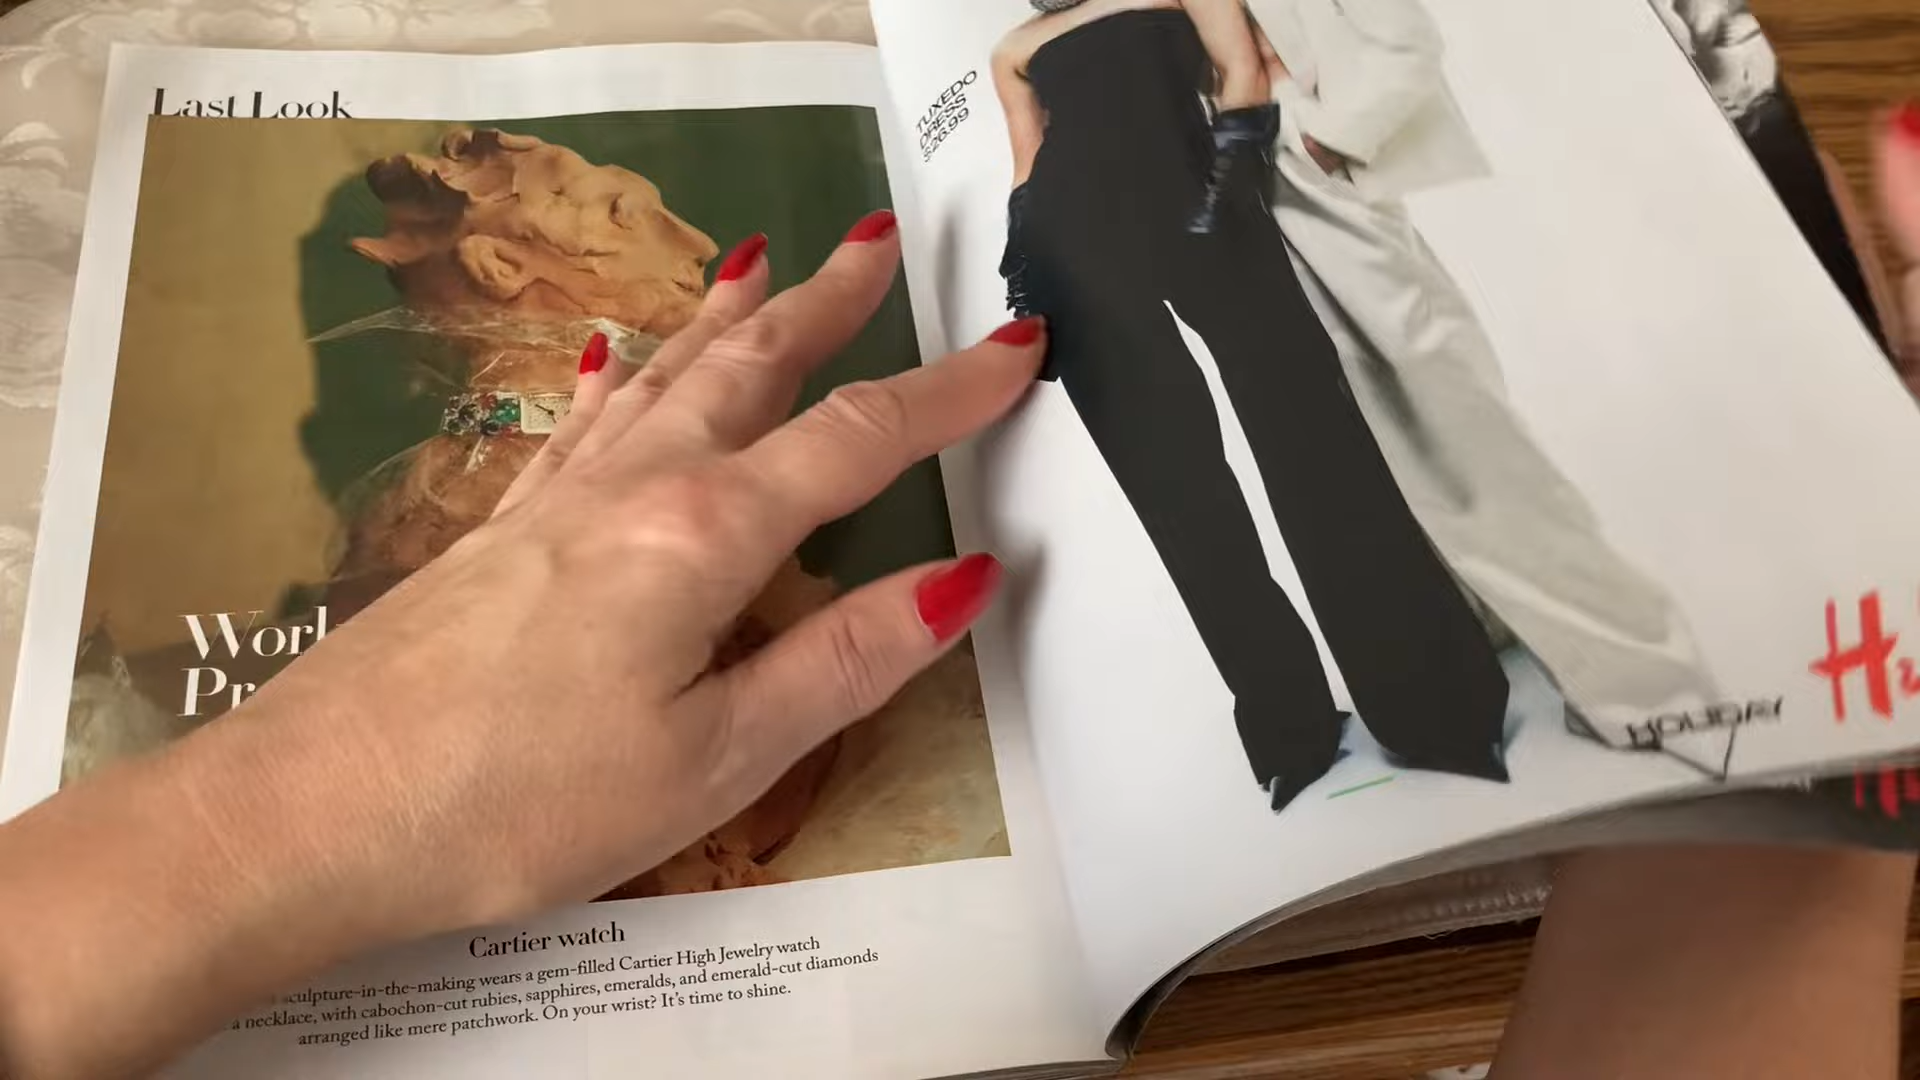 Last Look
Pr
Cartier watch
sculpture-in-the-making wears a gem-filled Cartier High Jewelry watch
a necklace, with cabochon-cut rubies, sapphires, emeralds, and emerald-cut diamonds
arranged like mere patchwork. On your wrist? It's time to shine.
TUXEDO
DRESS
$26.99
HOLIDAY
H